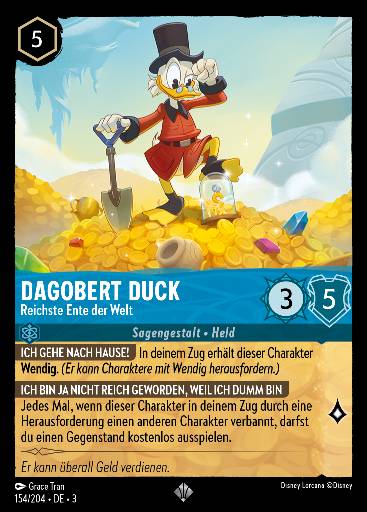 5
DAGOBERT DUCK
Reichste Ente der Welt
3
5
Sagengestalt • Held
ICH GEHE NACH HAUSE! In deinem Zug erhält dieser Charakter
Wendig. (Er kann Charaktere mit Wendig herausfordern.)
ICH BIN JA NICHT REICH GEWORDEN, WEIL ICH DUMM BIN
Jedes Mal, wenn dieser Charakter in deinem Zug durch eine
Herausforderung einen anderen Charakter verbannt, darfst
du einen Gegenstand kostenlos ausspielen.
Er kann überall Geld verdienen.
Grace Tran
154/204 • DE • 3
Disney Lorcana ©Disney